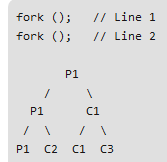 fork ();   // Line 1
fork ();   // Line 2
P1
/ \
P1 C1
/ \ / \
P1 C2 C1 C3